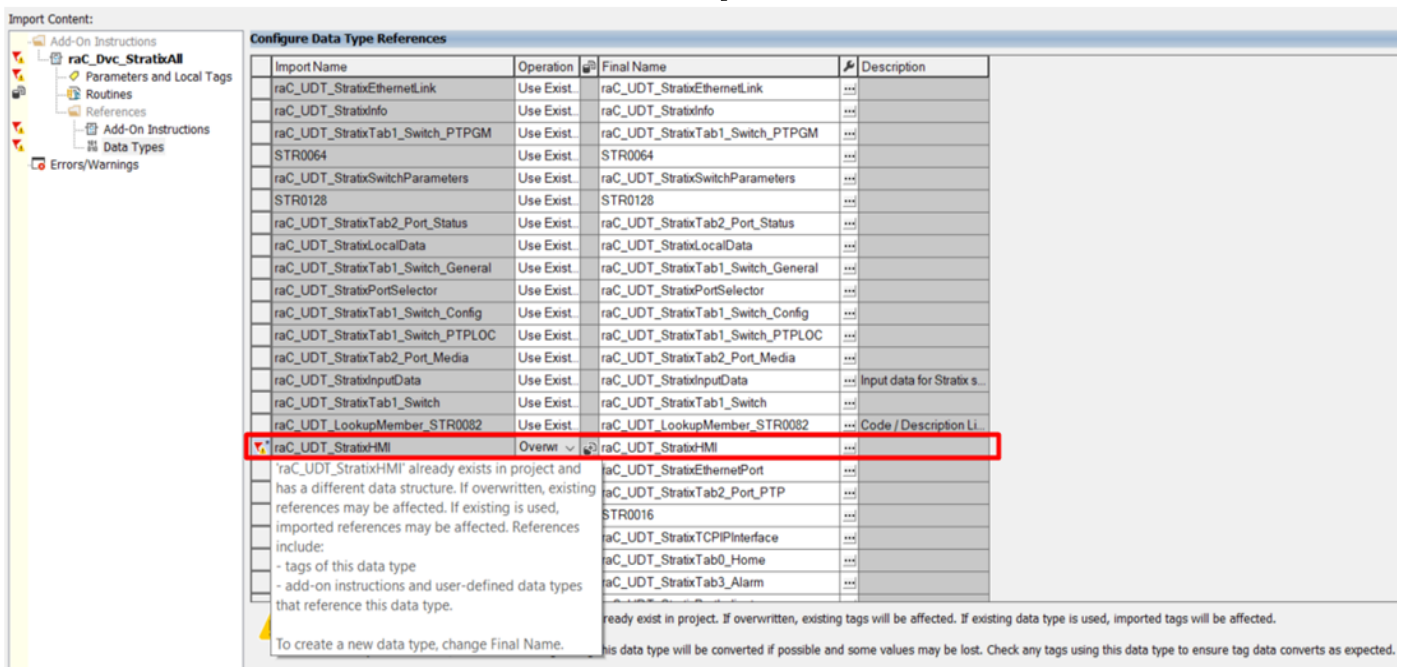 Import Content:
Add-On Instructions
raC_Dvc_StratixAll
Parameters and Local Tags
Routines
References
Add-On Instructions
Data Types
Errors/Warnings
Configure Data Type References
Import Name Operation Final Name Description
raC_UDT_StratixEthernetLink Use Exist... raC_UDT_StratixEthernetLink ...
raC_UDT_StratixInfo Use Exist... raC_UDT_StratixInfo ...
raC_UDT_StratixTab1_Switch_PTPGM Use Exist... raC_UDT_StratixTab1_Switch_PTPGM ...
STR0064 Use Exist... STR0064 ...
raC_UDT_StratixSwitchParameters Use Exist... raC_UDT_StratixSwitchParameters ...
STR0128 Use Exist... STR0128 ...
raC_UDT_StratixTab2_Port_Status Use Exist... raC_UDT_StratixTab2_Port_Status ...
raC_UDT_StratixLocalData Use Exist... raC_UDT_StratixLocalData ...
raC_UDT_StratixTab1_Switch_General Use Exist... raC_UDT_StratixTab1_Switch_General ...
raC_UDT_StratixPortSelector Use Exist... raC_UDT_StratixPortSelector ...
raC_UDT_StratixTab1_Switch_Config Use Exist... raC_UDT_StratixTab1_Switch_Config ...
raC_UDT_StratixTab1_Switch_PTPLOC Use Exist... raC_UDT_StratixTab1_Switch_PTPLOC ...
raC_UDT_StratixTab2_Port_Media Use Exist... raC_UDT_StratixTab2_Port_Media ...
raC_UDT_StratixInputData Use Exist... raC_UDT_StratixInputData ... Input data for Stratix s...
raC_UDT_StratixTab1_Switch Use Exist... raC_UDT_StratixTab1_Switch ...
raC_UDT_LookupMember_STR0082 Use Exist... raC_UDT_LookupMember_STR0082 ... Code / Description Li...
raC_UDT_StratixHMI Overwr raC_UDT_StratixHMI ...
'raC_UDT_StratixHMI' already exists in project and
has a different data structure. If overwritten, existing
references may be affected. If existing is used,
imported references may be affected. References
include:
- tags of this data type
- add-on instructions and user-defined data types
that reference this data type.
To create a new data type, change Final Name.
raC_UDT_StratixEthernetPort ...
raC_UDT_StratixTab2_Port_PTP ...
STR0016 ...
raC_UDT_StratixTCPIPInterface ...
raC_UDT_StratixTab0_Home ...
raC_UDT_StratixTab3_Alarm ...
ready exist in project. If overwritten, existing tags will be affected. If existing data type is used, imported tags will be affected.
his data type will be converted if possible and some values may be lost. Check any tags using this data type to ensure tag data converts as expected.